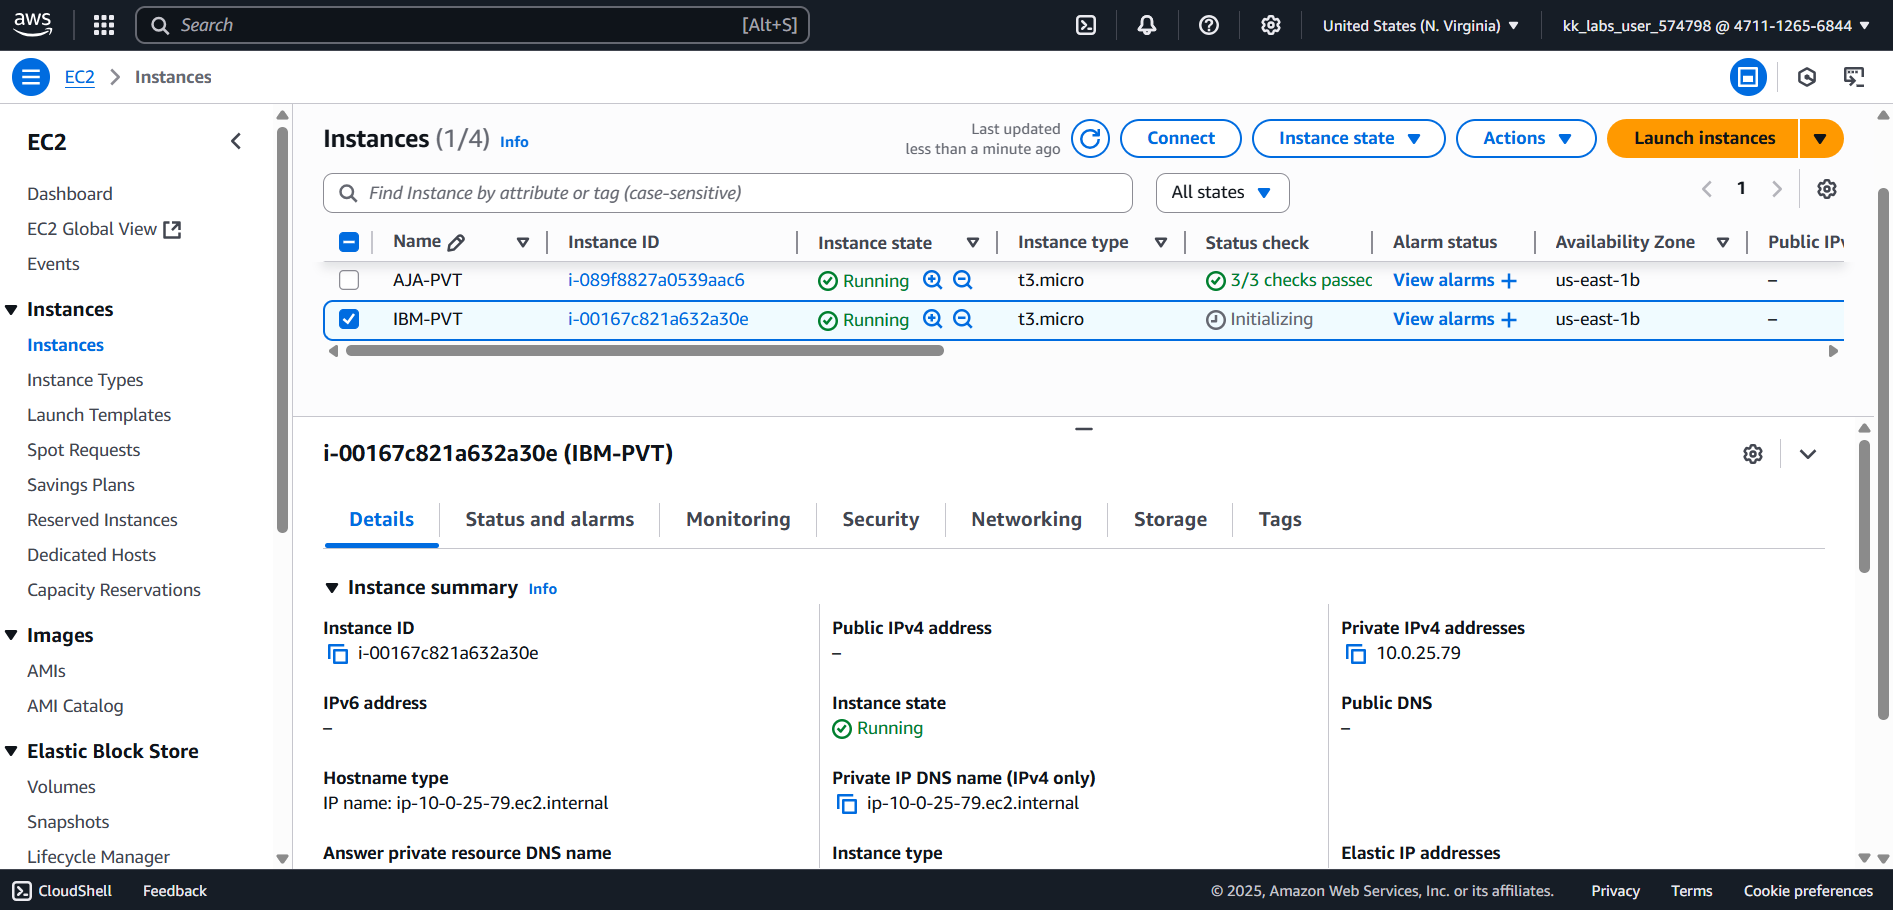 aws
Search [Alt+S]
United States (N. Virginia)
kk_labs_user_574798 @ 4711-1265-6844
EC2
Instances
EC2
Dashboard
EC2 Global View
Events
Instances
Instances
Instance Types
Launch Templates
Spot Requests
Savings Plans
Reserved Instances
Dedicated Hosts
Capacity Reservations
Images
AMIs
AMI Catalog
Elastic Block Store
Volumes
Snapshots
Lifecycle Manager
Instances (1/4) Info
Last updated
less than a minute ago
Connect
Instance state
Actions
Launch instances
Find Instance by attribute or tag (case-sensitive)
All states
1
Name Instance ID Instance state Instance type Status check Alarm status Availability Zone Public IPv
AJA-PVT i-089f8827a0539aac6 Running t3.micro 3/3 checks passed View alarms + us-east-1b –
IBM-PVT i-00167c821a632a30e Running t3.micro Initializing View alarms + us-east-1b –
i-00167c821a632a30e (IBM-PVT)
Details Status and alarms Monitoring Security Networking Storage Tags
Instance summary Info
Instance ID
i-00167c821a632a30e
Public IPv4 address
–
Private IPv4 addresses
10.0.25.79
IPv6 address
–
Instance state
Running
Public DNS
–
Hostname type
IP name: ip-10-0-25-79.ec2.internal
Private IP DNS name (IPv4 only)
ip-10-0-25-79.ec2.internal
Answer private resource DNS name
Instance type
Elastic IP addresses
CloudShell Feedback © 2025, Amazon Web Services, Inc. or its affiliates. Privacy Terms Cookie preferences